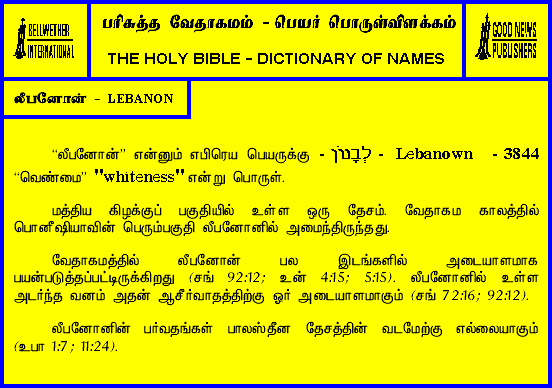 BELLWETHER
INTERNATIONAL
பரிசுத்த வேதாகமம் - பெயர் பொருள்விளக்கம்
THE HOLY BIBLE - DICTIONARY OF NAMES
GOOD NEWS
PUBLISHERS
லீபனோன் - LEBANON
“லீபனோன்” என்னும் எபிரெய பெயருக்கு - לְבָנוֹן - Lebanown - 3844
“வெண்மை” "whiteness" என்று பொருள்.
மத்திய கிழக்குப் பகுதியில் உள்ள ஒரு தேசம். வேதாகம காலத்தில்
பொனீஷியாவின் பெரும்பகுதி லீபனோனில் அமைந்திருந்தது.
வேதாகமத்தில் லீபனோன் பல இடங்களில் அடையாளமாக
பயன்படுத்தப்பட்டிருக்கிறது (சங் 92:12; உன் 4:15; 5:15). லீபனோனில் உள்ள
அடர்ந்த வனம் அதன் ஆசீர்வாதத்திற்கு ஓர் அடையாளமாகும் (சங் 72:16; 92:12).
லீபனோனின் பர்வதங்கள் பாலஸ்தீன தேசத்தின் வடமேற்கு எல்லையாகும்
(உபா 1:7; 11:24).